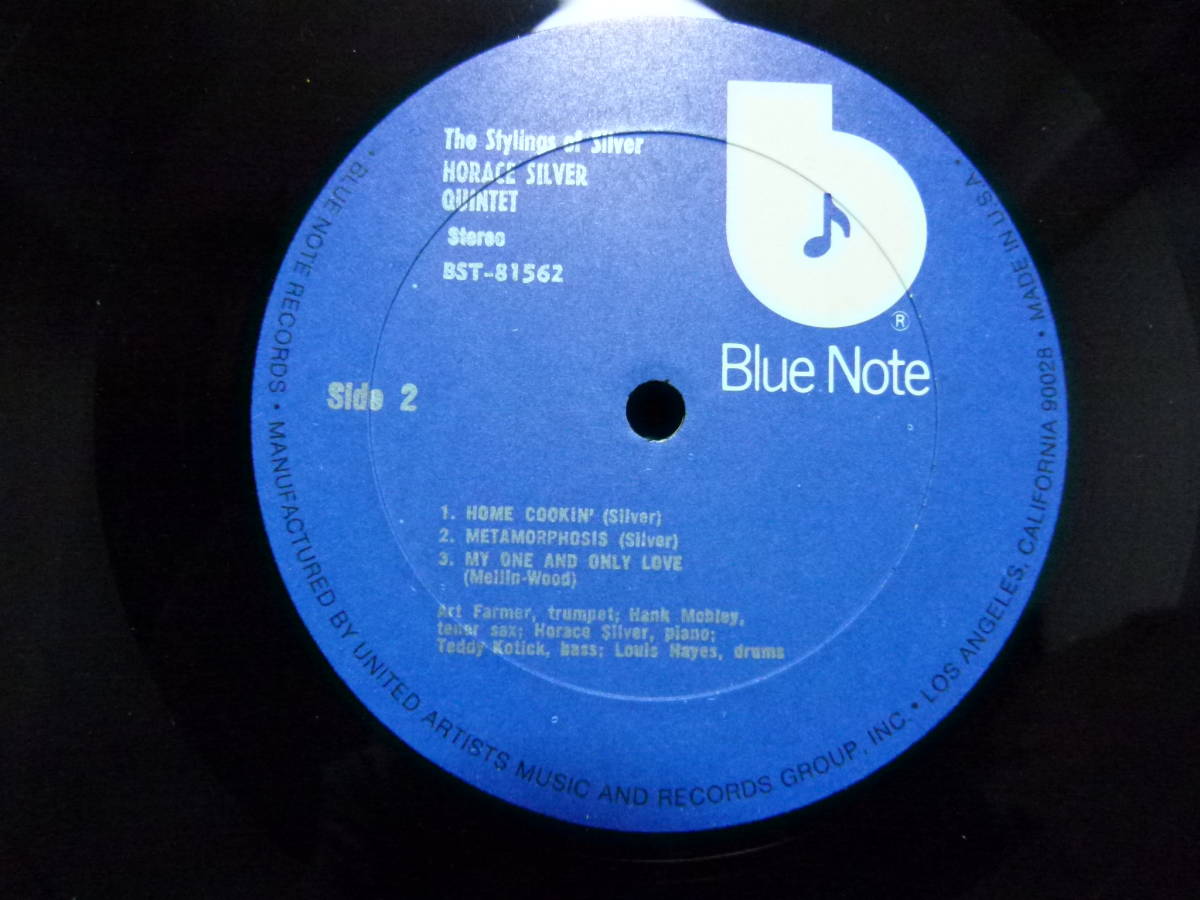 The Stylings of Silver
HORACE SILVER
QUINTET
Stereo
BST-81562
b
®
Blue Note
Side 2
1. HOME COOKIN' (Silver)
2. METAMORPHOSIS (Silver)
3. MY ONE AND ONLY LOVE
(Mellin-Wood)
Art Farmer, trumpet; Hank Mobley,
tenor sax; Horace Silver, piano;
Teddy Kotick, bass; Louis Hayes, drums
• BLUE NOTE RECORDS • MANUFACTURED BY UNITED ARTISTS MUSIC AND RECORDS GROUP, INC. • LOS ANGELES, CALIFORNIA 90028 • MADE IN U.S.A. •